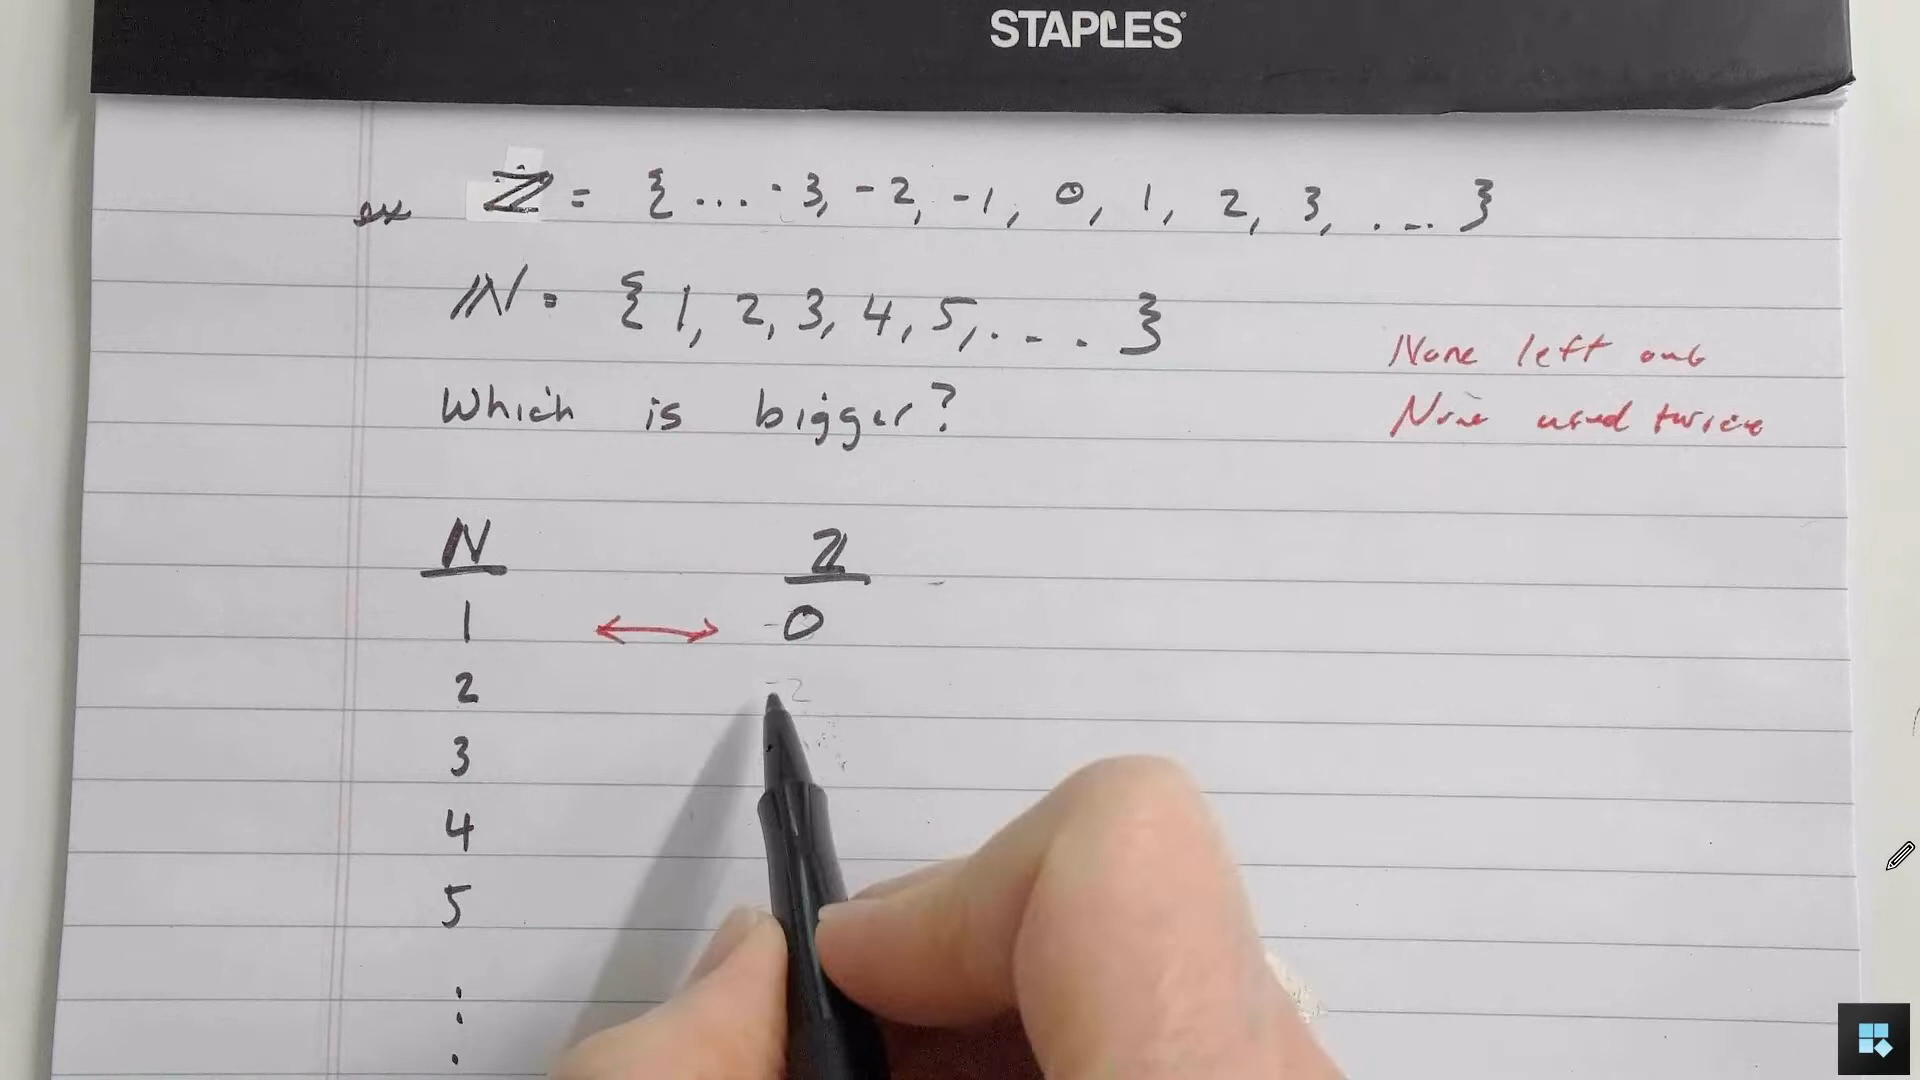 STAPLES
ex ℤ = { ... -3, -2, -1, 0, 1, 2, 3, ... }
ℕ = { 1, 2, 3, 4, 5, ... }
None left out
Which is bigger?
None used twice
ℕ ℤ
1 ↔ 0
2 -2
3
4
5
⋮